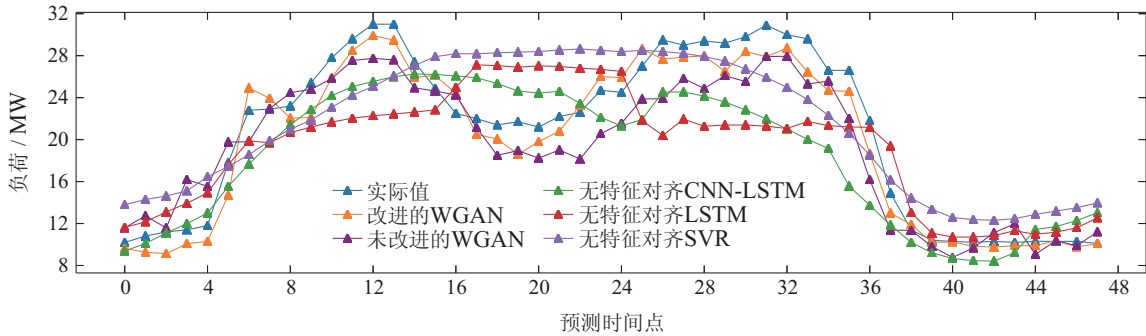 32
28
24
20
16
12
8
负荷 / MW
实际值
改进的WGAN
未改进的WGAN
无特征对齐CNN-LSTM
无特征对齐LSTM
无特征对齐SVR
0 4 8 12 16 20 24 28 32 36 40 44 48
预测时间点